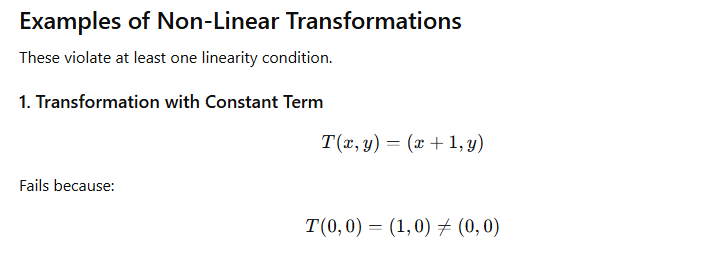 Examples of Non-Linear Transformations
These violate at least one linearity condition.
1. Transformation with Constant Term
T(x, y) = (x + 1, y)
Fails because:
T(0, 0) = (1, 0) ≠ (0, 0)